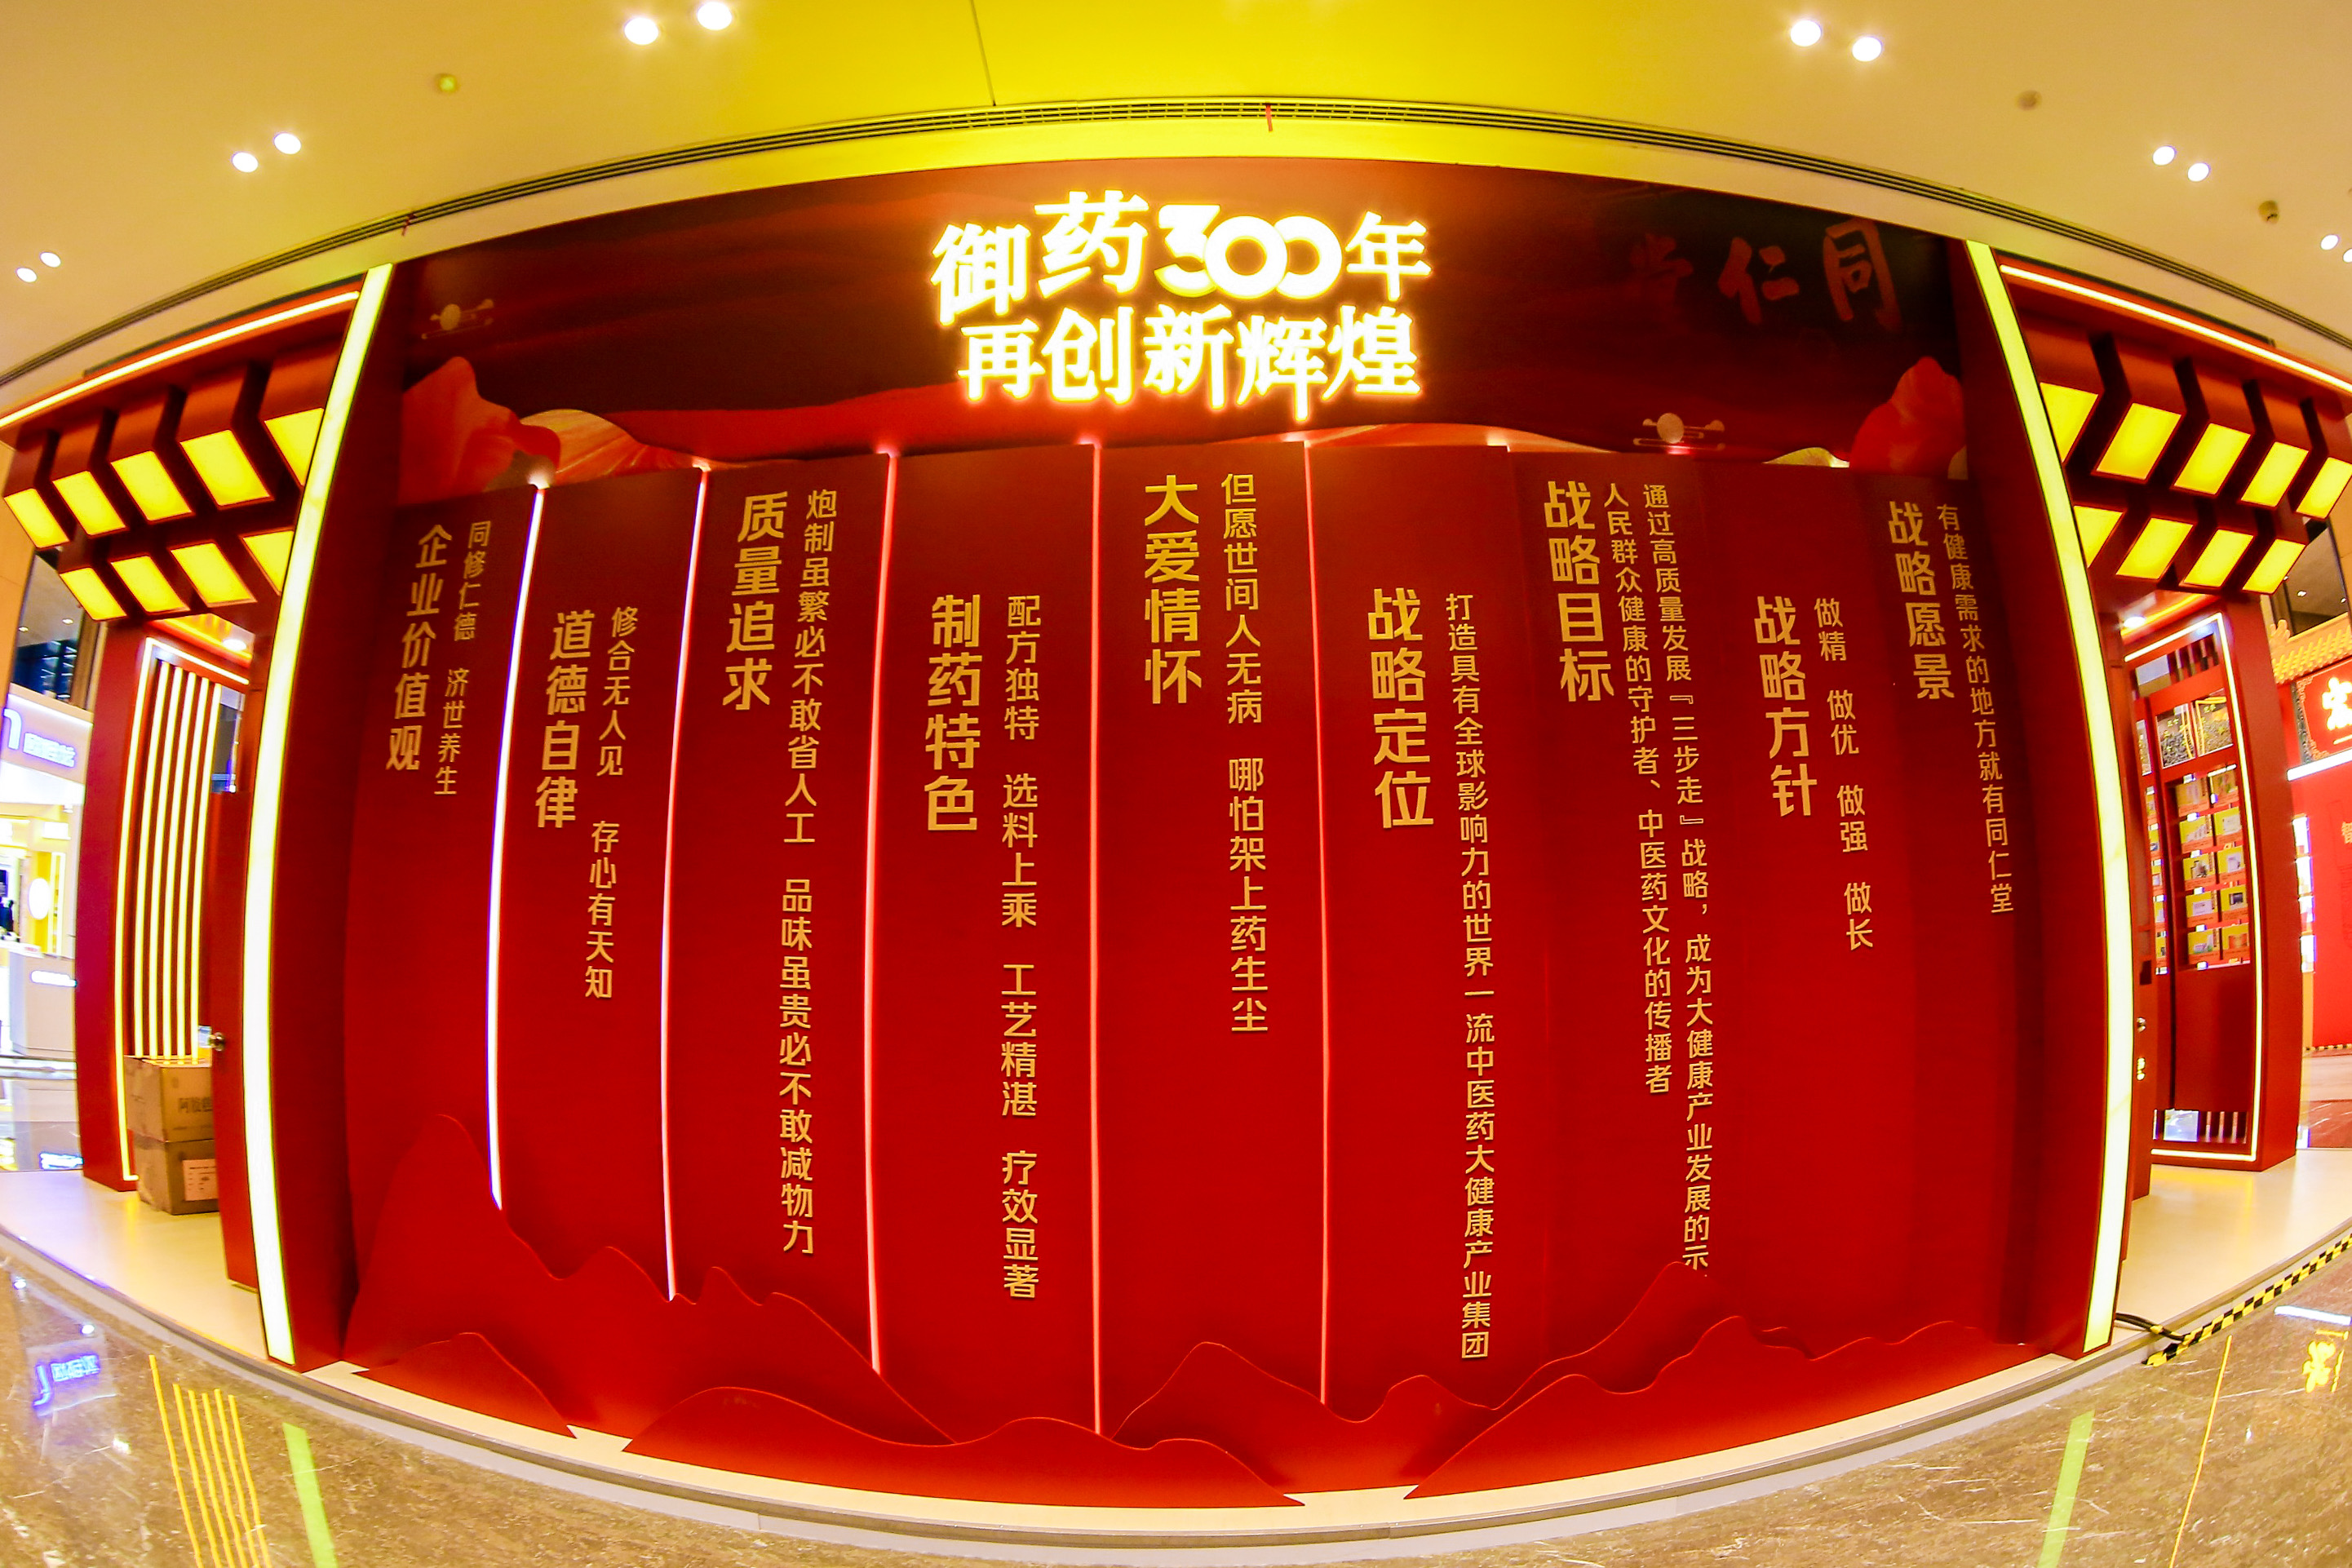 御药300年
再创新辉煌
同仁堂
企业价值观
同修仁德 济世养生
道德自律
修合无人见 存心有天知
质量追求
炮制虽繁必不敢省人工 品味虽贵必不敢减物力
制药特色
配方独特 选料上乘 工艺精湛 疗效显著
大爱情怀
但愿世间人无病 哪怕架上药生尘
战略定位
打造具有全球影响力的世界一流中医药大健康产业集团
战略目标
通过高质量发展『三步走』战略，成为大健康产业发展的示
人民群众健康的守护者、中医药文化的传播者
战略方针
做精 做优 做强 做长
战略愿景
有健康需求的地方就有同仁堂